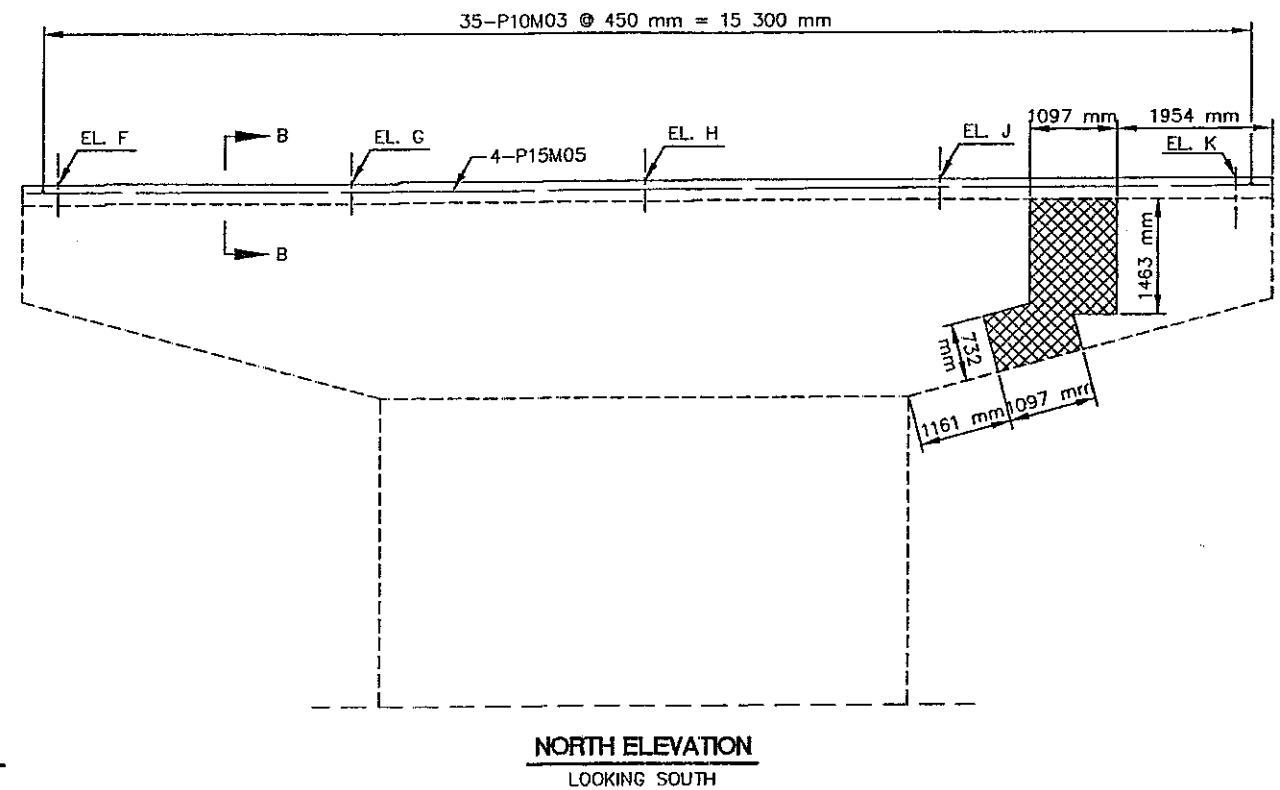 35-P10M03 @ 450 mm = 15 300 mm
1097 mm
1954 mm
EL. F
B
EL. G
4-P15M05
EL. H
EL. J
EL. K
B
1463 mm
732 mm
1161 mm
1097 mm
NORTH ELEVATION
LOOKING SOUTH